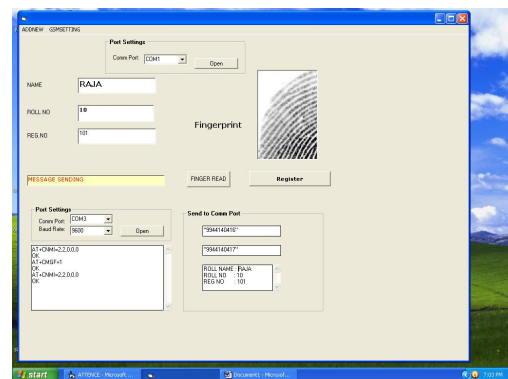 ADDNEW GSMSETTING
Port Settings
Comm Port: COM1
Open
NAME RAJA
ROLL NO 10
REG.NO 101
Fingerprint
MESSAGE SENDING
FINGER READ
Register
Port Settings
Comm Port: COM3
Baud Rate: 9600
Open
AT+CNMI=2,2,0,0,0
OK
AT+CMGF=1
OK
AT+CNMI=2,2,0,0,0
OK
Send to Comm Port
"9944140416"
"9944140417"
ROLL NAME : RAJA
ROLL NO : 10
REG NO : 101
start
ATTENCE - Microsoft ...
Document1 - Microsof...
7:03 PM